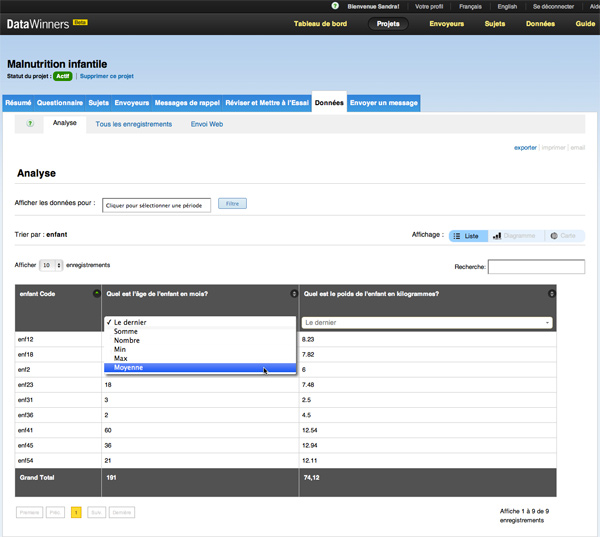 Bienvenue Sandra! Votre profil Français English Se déconnecter Aide
DataWinners Beta
Tableau de bord Projets Envoyeurs Sujets Données Guide
Malnutrition infantile
Statut du projet : Actif | Supprimer ce projet
Résumé Questionnaire Sujets Envoyeurs Messages de rappel Réviser et Mettre à l'Essai Données Envoyer un message
? Analyse Tous les enregistrements Envoi Web
exporter | imprimer | email
Analyse
Afficher les données pour : Cliquer pour sélectionner une période Filtre
Trier par : enfant Affichage : Liste Diagramme Carte
Afficher 10 enregistrements Recherche:
enfant Code Quel est l'âge de l'enfant en mois? Quel est le poids de l'enfant en kilogrammes?
✓ Le dernier Le dernier
Somme
Nombre
Min
Max
Moyenne
enf12 8.23
enf18 7.82
enf2 6
enf23 18 7.48
enf31 3 2.5
enf36 2 4.5
enf41 60 12.54
enf45 36 12.94
enf54 21 12.11
Grand Total 191 74,12
Première Préc. 1 Suiv. Dernière
Affiche 1 à 9 de 9
enregistrements